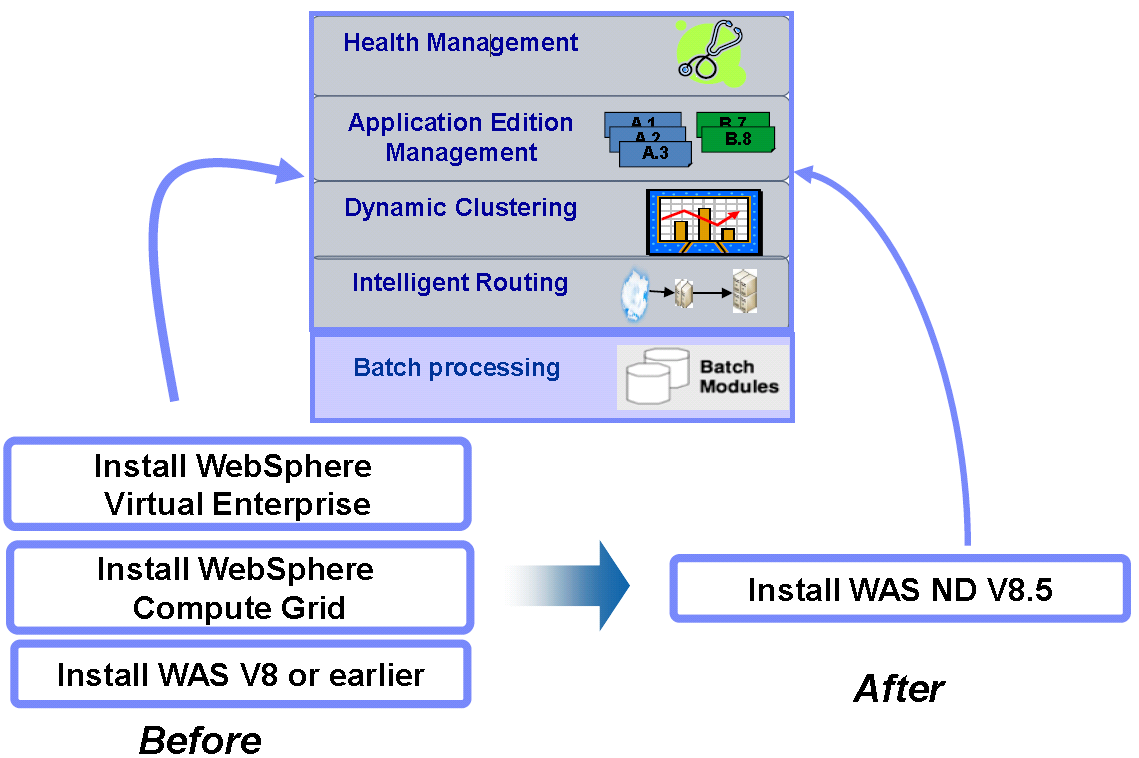 Health Management
Application Edition
Management
A.1
A.2
A.3
B.7
B.8
Dynamic Clustering
Intelligent Routing
Batch processing
Batch
Modules
Install WebSphere
Virtual Enterprise
Install WebSphere
Compute Grid
Install WAS V8 or earlier
Before
Install WAS ND V8.5
After